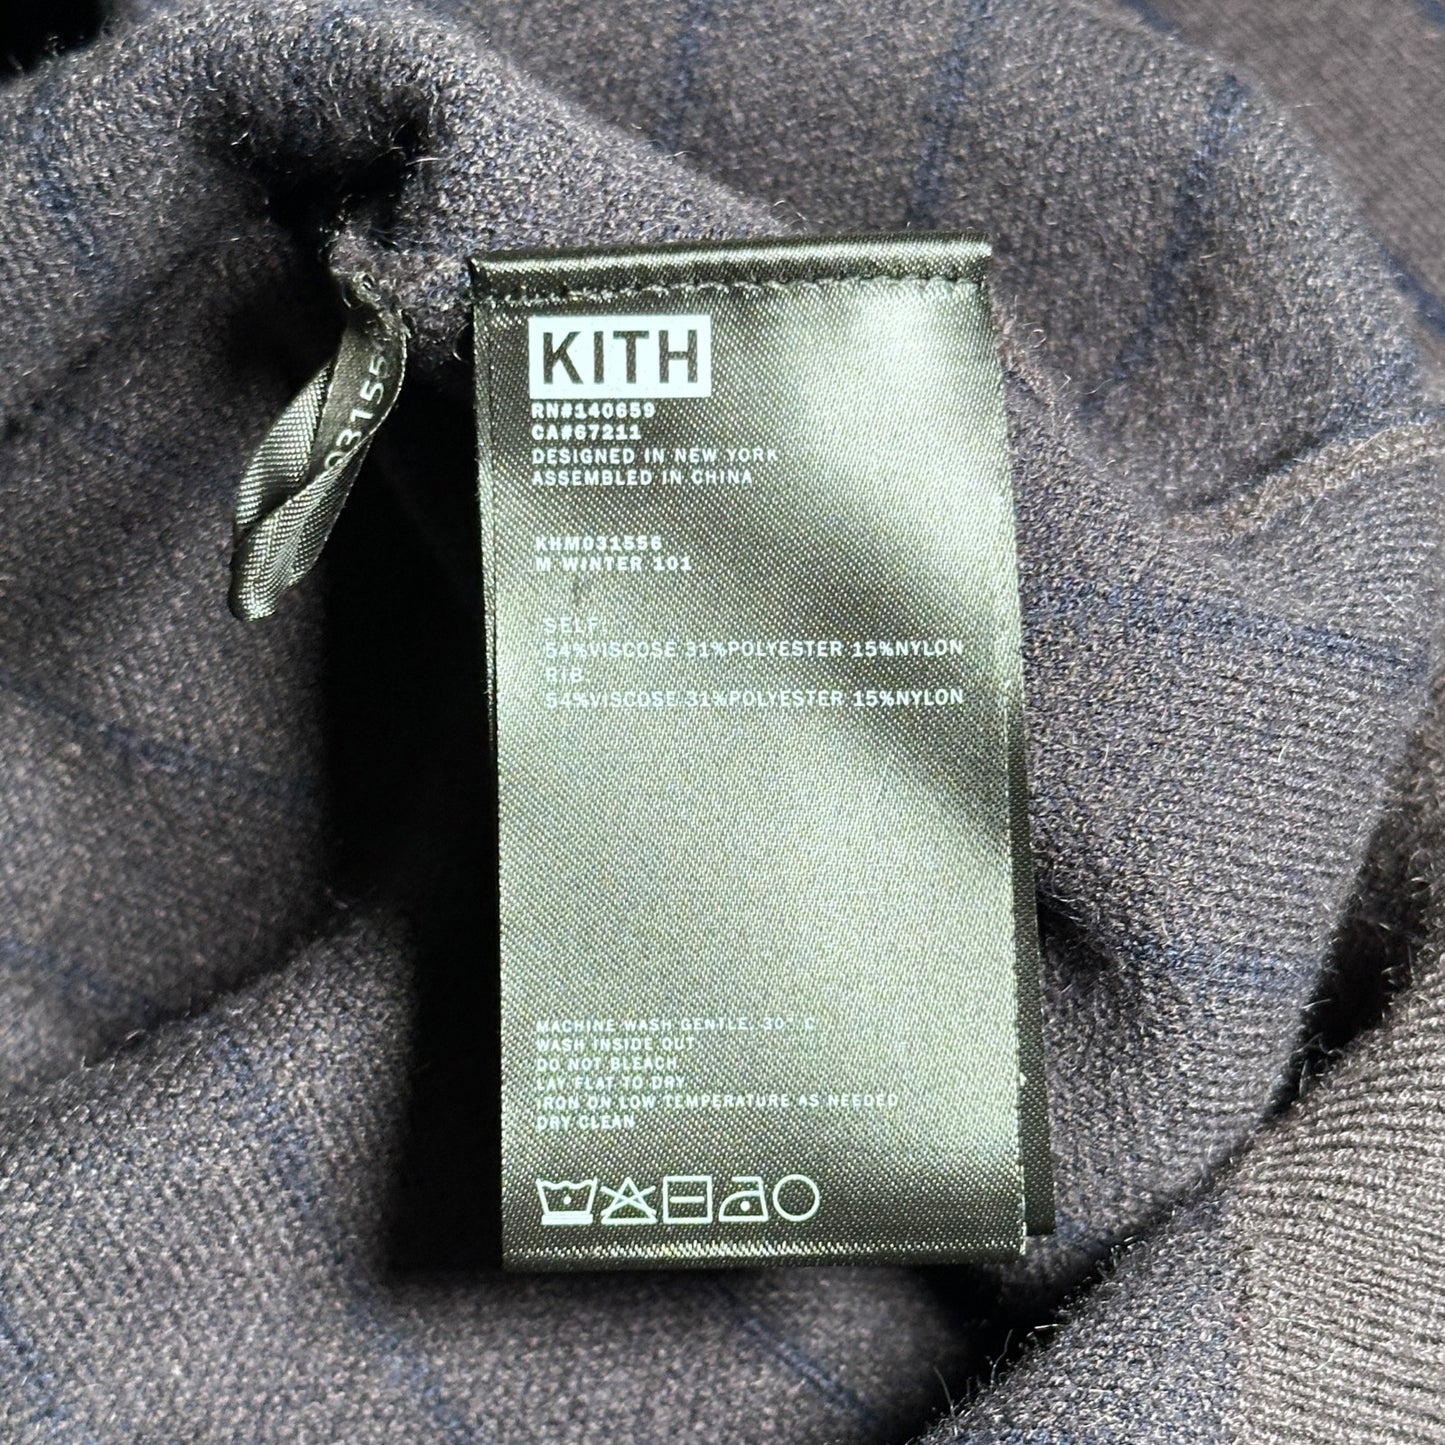 KITH
RN#140659
CA#67211
DESIGNED IN NEW YORK
ASSEMBLED IN CHINA
KHM031556
M WINTER 101
SELF:
54%VISCOSE 31%POLYESTER 15%NYLON
RIB
54%VISCOSE 31%POLYESTER 15%NYLON
MACHINE WASH GENTLE, 30° C
WASH INSIDE OUT
DO NOT BLEACH
LAY FLAT TO DRY
IRON ON LOW TEMPERATURE AS NEEDED
DRY CLEAN